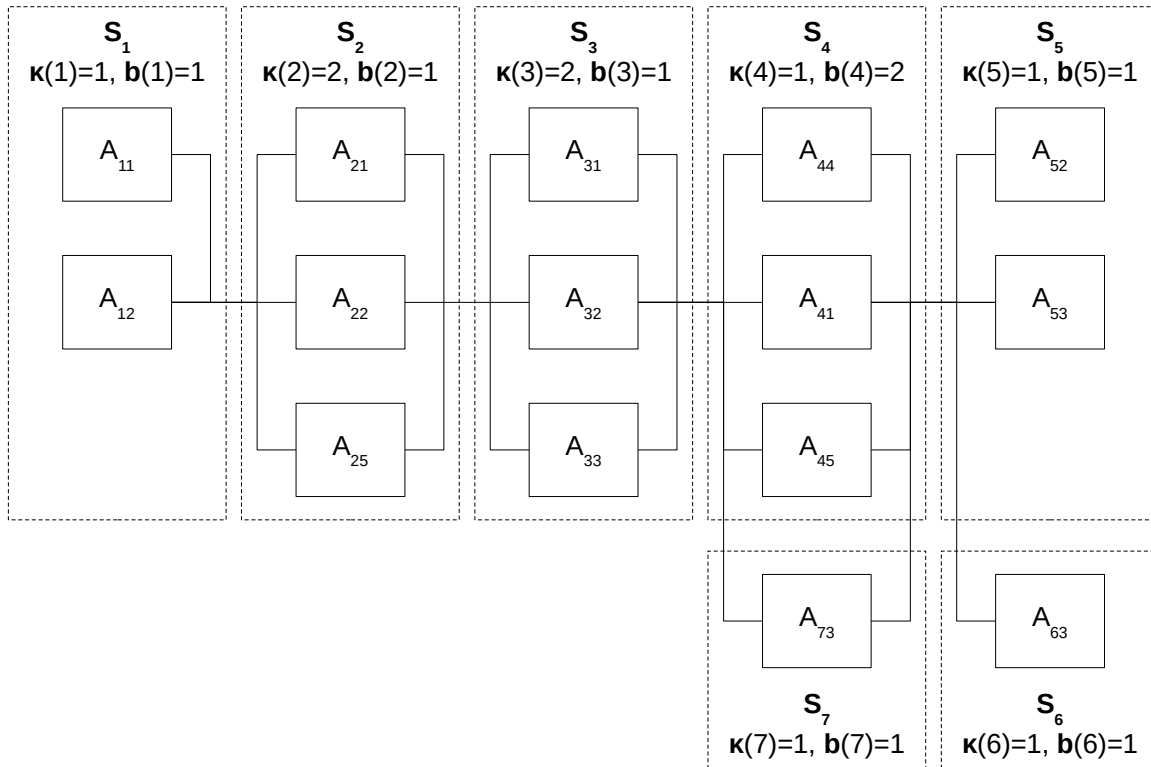 S₁
κ(1)=1, b(1)=1
A₁₁
A₁₂
S₂
κ(2)=2, b(2)=1
A₂₁
A₂₂
A₂₅
S₃
κ(3)=2, b(3)=1
A₃₁
A₃₂
A₃₃
S₄
κ(4)=1, b(4)=2
A₄₄
A₄₁
A₄₅
S₅
κ(5)=1, b(5)=1
A₅₂
A₅₃
A₇₃
S₇
κ(7)=1, b(7)=1
A₆₃
S₆
κ(6)=1, b(6)=1